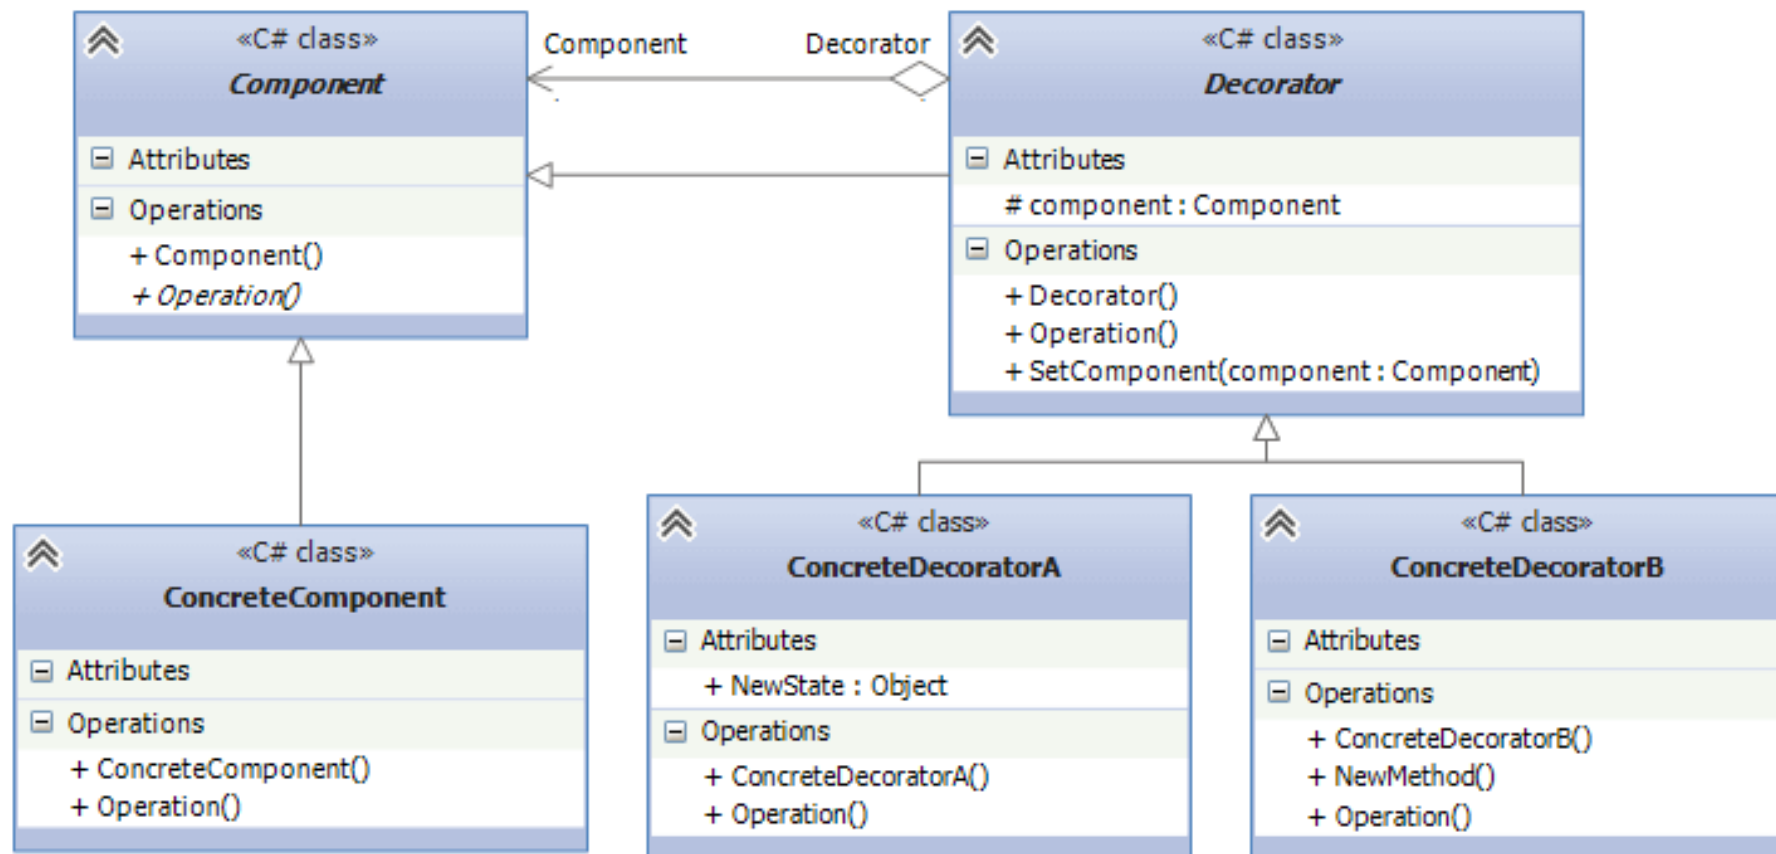 «C# class»
Component
Attributes
Operations
+ Component()
+ Operation()
Component
Decorator
«C# class»
Decorator
Attributes
# component : Component
Operations
+ Decorator()
+ Operation()
+ SetComponent(component : Component)
«C# class»
ConcreteComponent
Attributes
Operations
+ ConcreteComponent()
+ Operation()
«C# class»
ConcreteDecoratorA
Attributes
+ NewState : Object
Operations
+ ConcreteDecoratorA()
+ Operation()
«C# class»
ConcreteDecoratorB
Attributes
Operations
+ ConcreteDecoratorB()
+ NewMethod()
+ Operation()